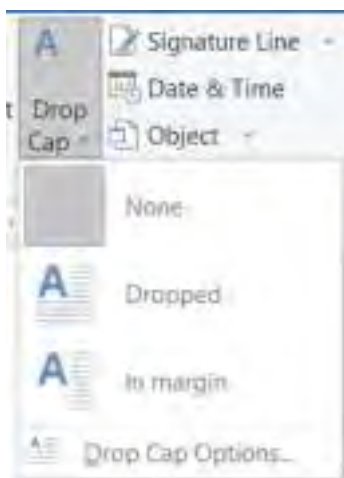 Signature Line
Date & Time
Drop
Cap
Object
None
Dropped
In margin
Drop Cap Options...